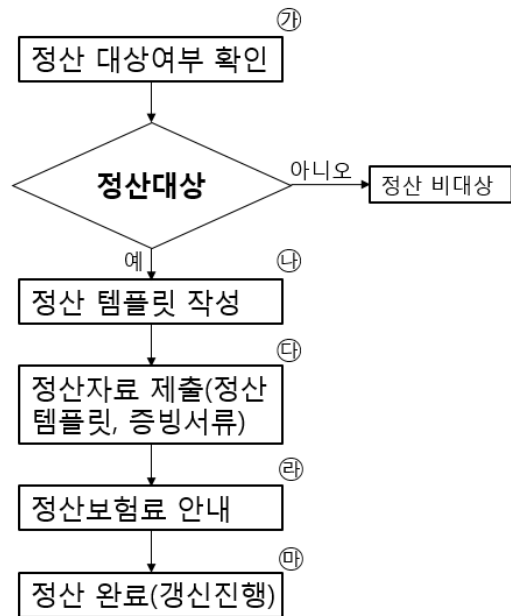 ㉮
정산 대상여부 확인
정산대상
아니오
정산 비대상
예
㉯
정산 템플릿 작성
㉰
정산자료 제출(정산
템플릿, 증빙서류)
㉱
정산보험료 안내
㉲
정산 완료(갱신진행)